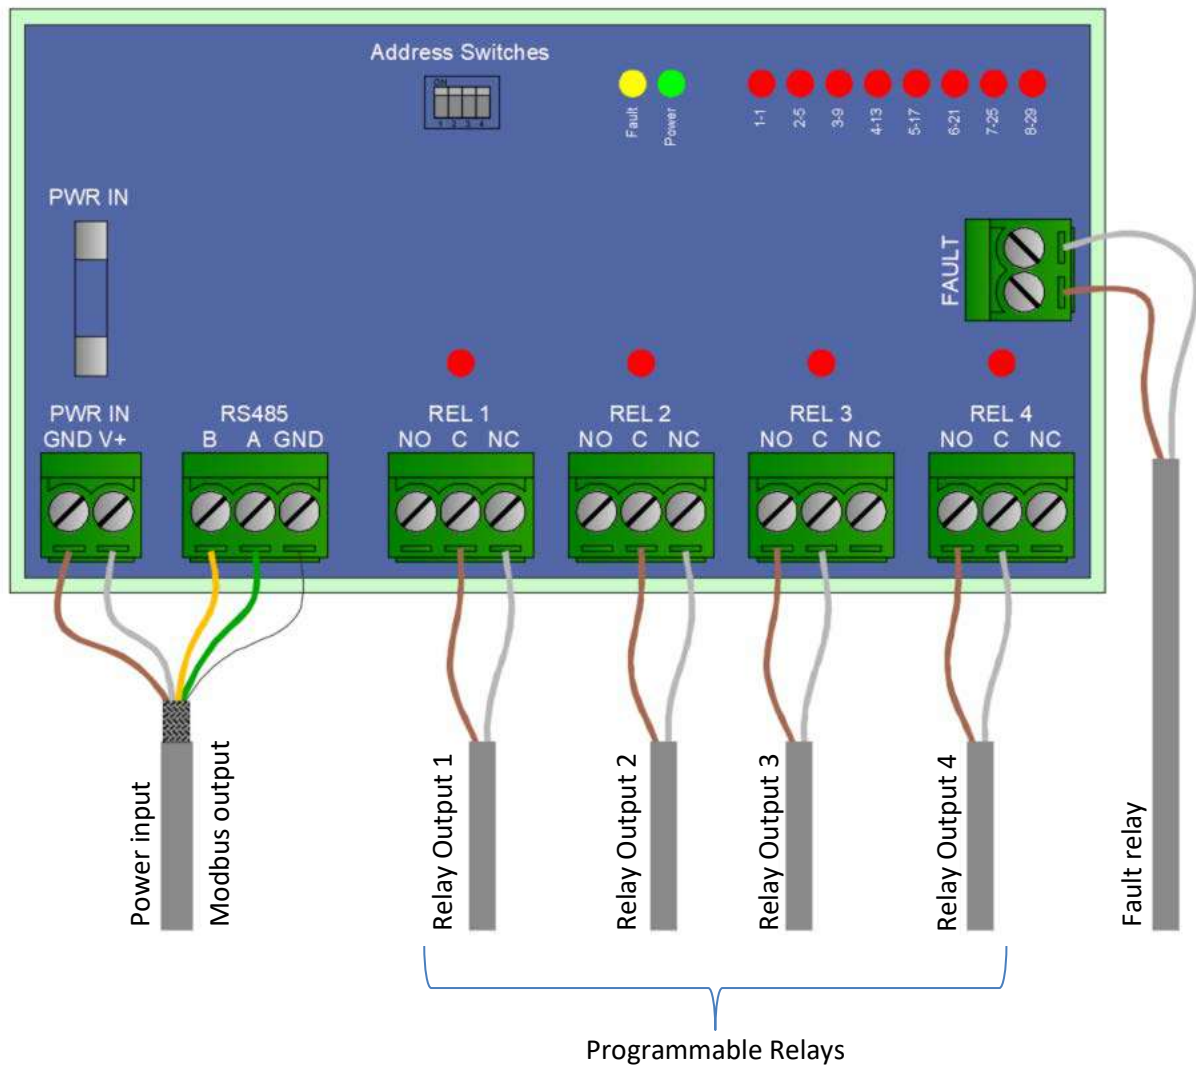 Address Switches
ON
1 2 3 4
Fault
Power
1-1
2-5
3-9
4-13
5-17
6-21
7-25
8-29
PWR IN
FAULT
PWR IN
GND V+
RS485
B A GND
REL 1
NO C NC
REL 2
NO C NC
REL 3
NO C NC
REL 4
NO C NC
Power input
Modbus output
Relay Output 1
Relay Output 2
Relay Output 3
Relay Output 4
Fault relay
Programmable Relays